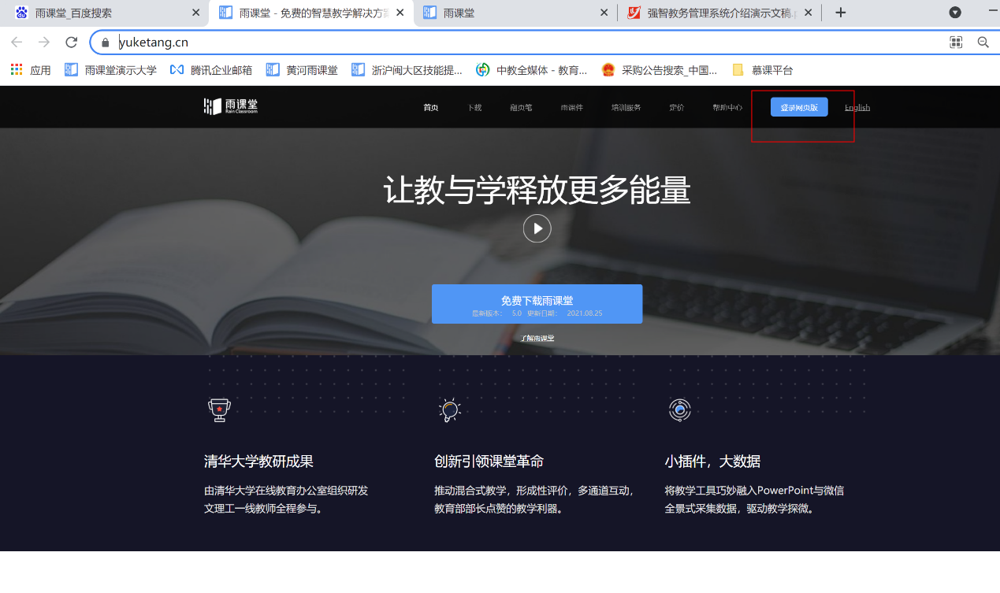 雨课堂_百度搜索
雨课堂 - 免费的智慧教学解决方案
雨课堂
强智教务管理系统介绍演示文稿.p
yuketang.cn
应用
雨课堂演示大学
腾讯企业邮箱
黄河雨课堂
浙沪闽大区技能提...
中教全媒体 - 教育...
采购公告搜索_中国...
慕课平台
雨课堂
Rain Classroom
首页
下载
翻页笔
雨课件
培训服务
定价
帮助中心
登录网页版
English
让教与学释放更多能量
免费下载雨课堂
最新版本： 5.0 更新日期： 2021.08.25
了解雨课堂
清华大学教研成果
由清华大学在线教育办公室组织研发
文理工一线教师全程参与。
创新引领课堂革命
推动混合式教学，形成性评价，多通道互动，
教育部部长点赞的教学利器。
小插件，大数据
将教学工具巧妙融入PowerPoint与微信
全景式采集数据，驱动教学探微。